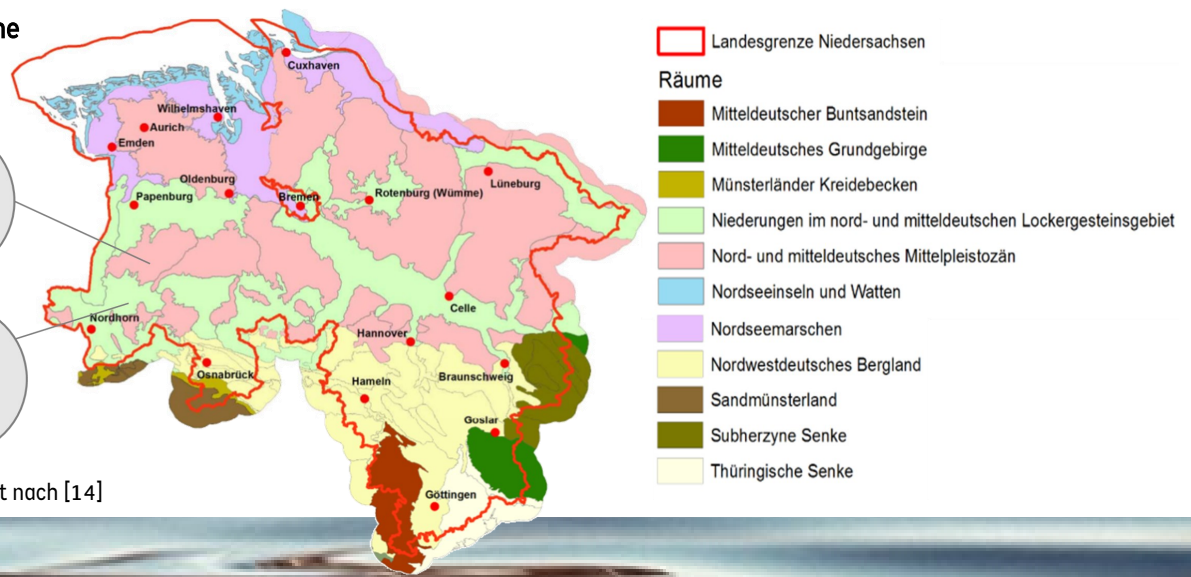 ne
Cuxhaven
Wilhelmshaven
Aurich
Emden
Oldenburg
Papenburg
Bremen
Rotenburg (Wümme)
Lüneburg
Celle
Nordhorn
Hannover
Osnabrück
Hameln
Braunschweig
Goslar
Göttingen
t nach [14]
Landesgrenze Niedersachsen
Räume
Mitteldeutscher Buntsandstein
Mitteldeutsches Grundgebirge
Münsterländer Kreidebecken
Niederungen im nord- und mitteldeutschen Lockergesteinsgebiet
Nord- und mitteldeutsches Mittelpleistozän
Nordseeinseln und Watten
Nordseemarschen
Nordwestdeutsches Bergland
Sandmünsterland
Subherzyne Senke
Thüringische Senke